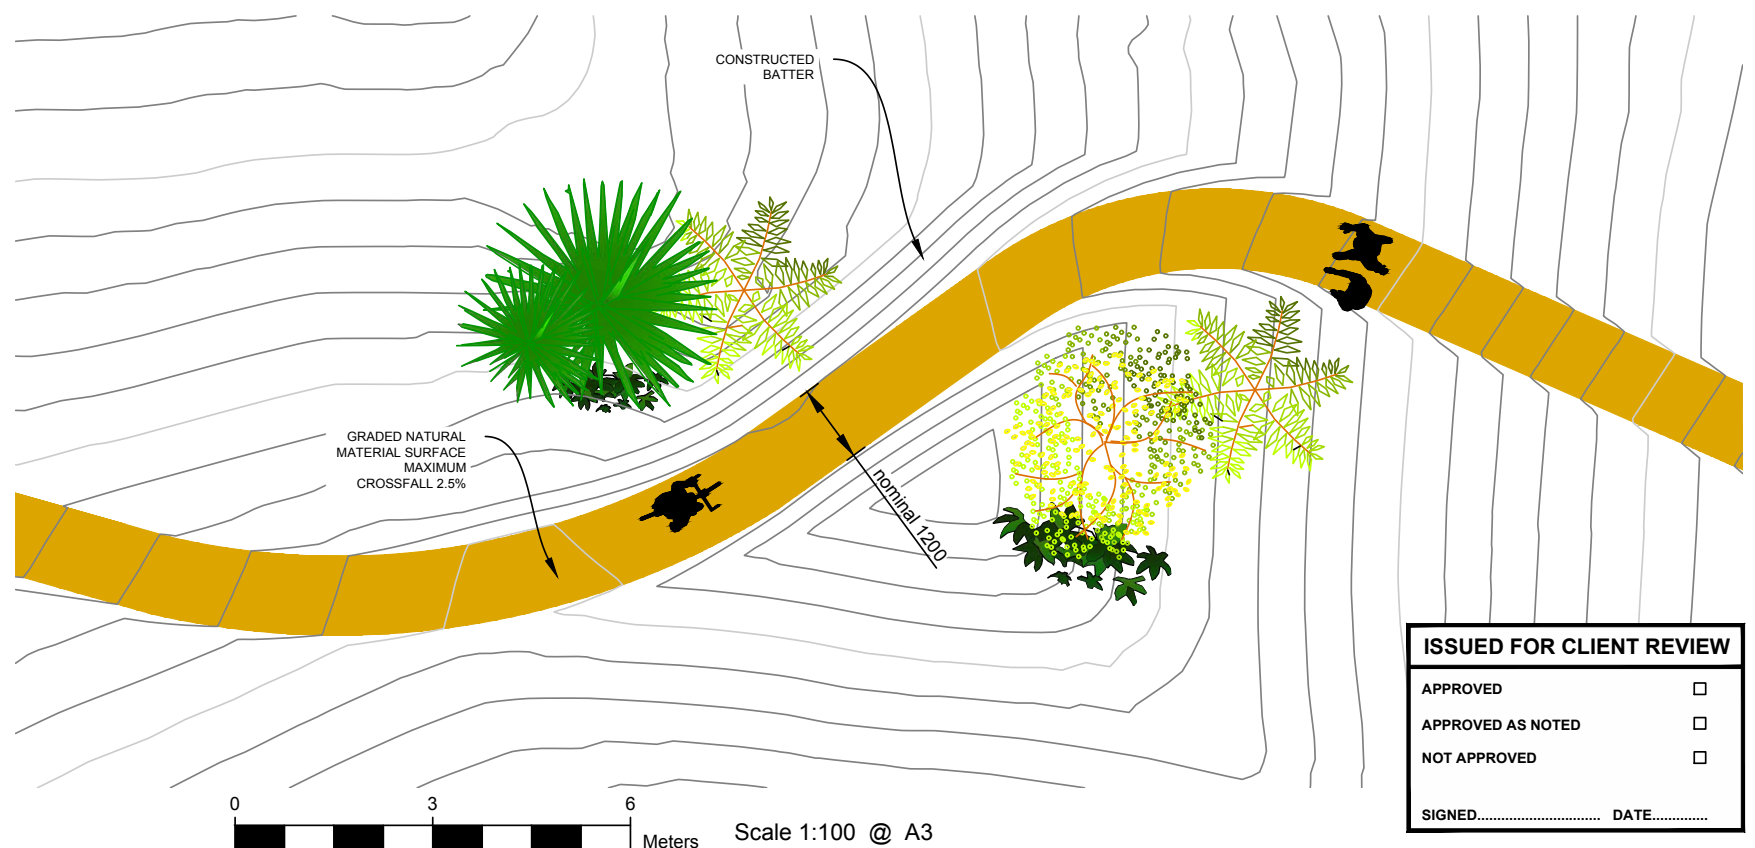 CONSTRUCTED
BATTER
GRADED NATURAL
MATERIAL SURFACE
MAXIMUM
CROSSFALL 2.5%
nominal 1200
ISSUED FOR CLIENT REVIEW
APPROVED
APPROVED AS NOTED
NOT APPROVED
SIGNED.............................. DATE..............
0 3 6
Meters
Scale 1:100 @ A3